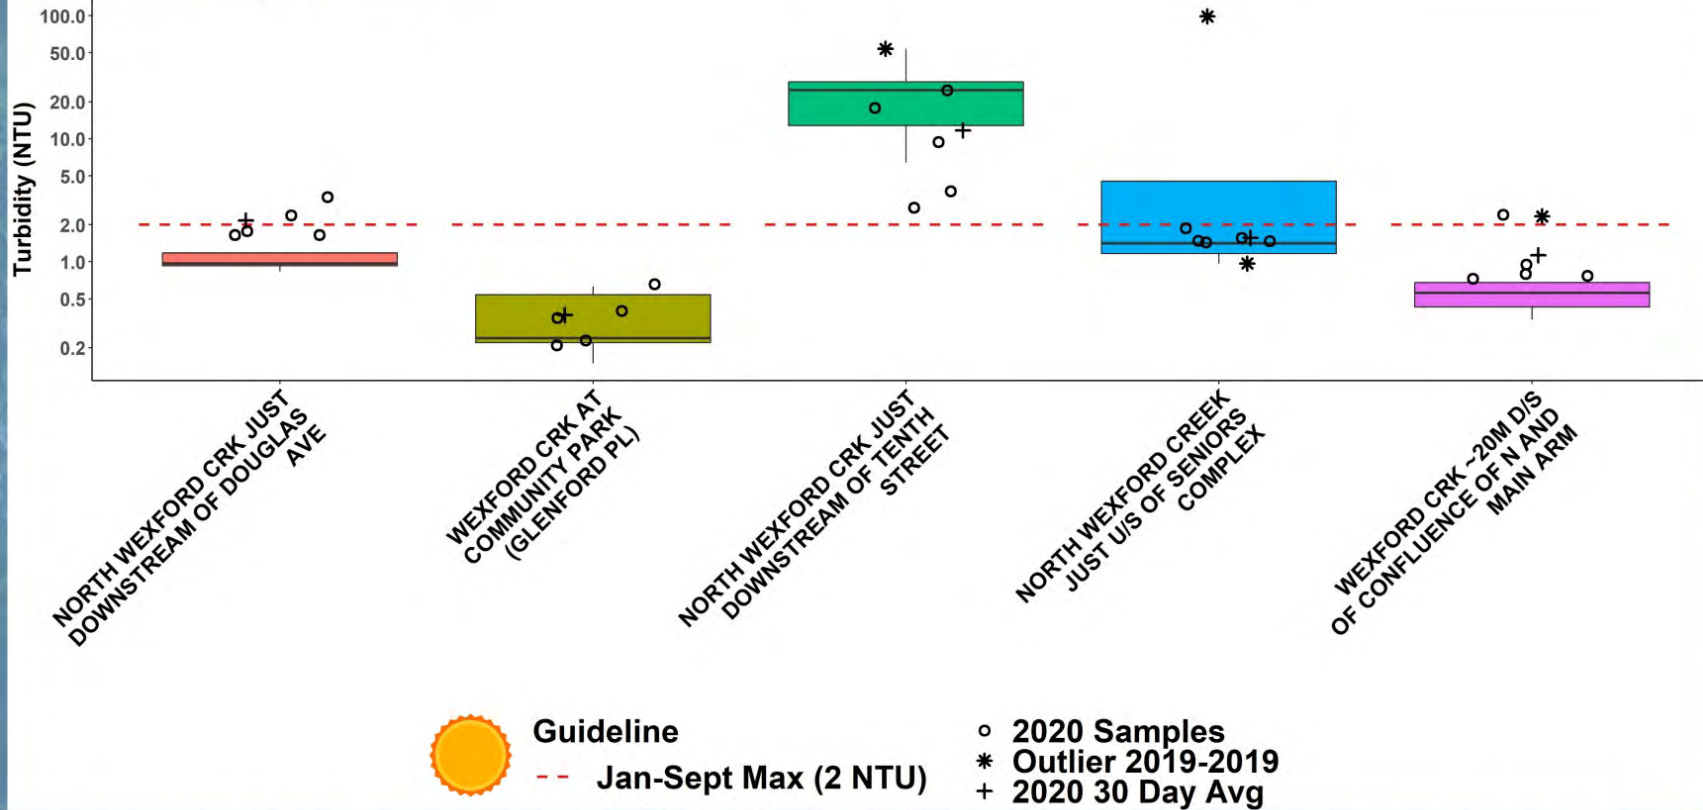 Turbidity (NTU)
100.0
50.0
20.0
10.0
5.0
2.0
1.0
0.5
0.2
NORTH WEXFORD CRK JUST
DOWNSTREAM OF DOUGLAS
AVE
WEXFORD CRK AT
COMMUNITY PARK
(GLENFORD PL)
NORTH WEXFORD CRK JUST
DOWNSTREAM OF TENTH
STREET
NORTH WEXFORD CREEK
JUST U/S OF SENIORS
COMPLEX
WEXFORD CRK ~20M D/S
OF CONFLUENCE OF N AND
MAIN ARM
Guideline
Jan-Sept Max (2 NTU)
2020 Samples
Outlier 2019-2019
2020 30 Day Avg